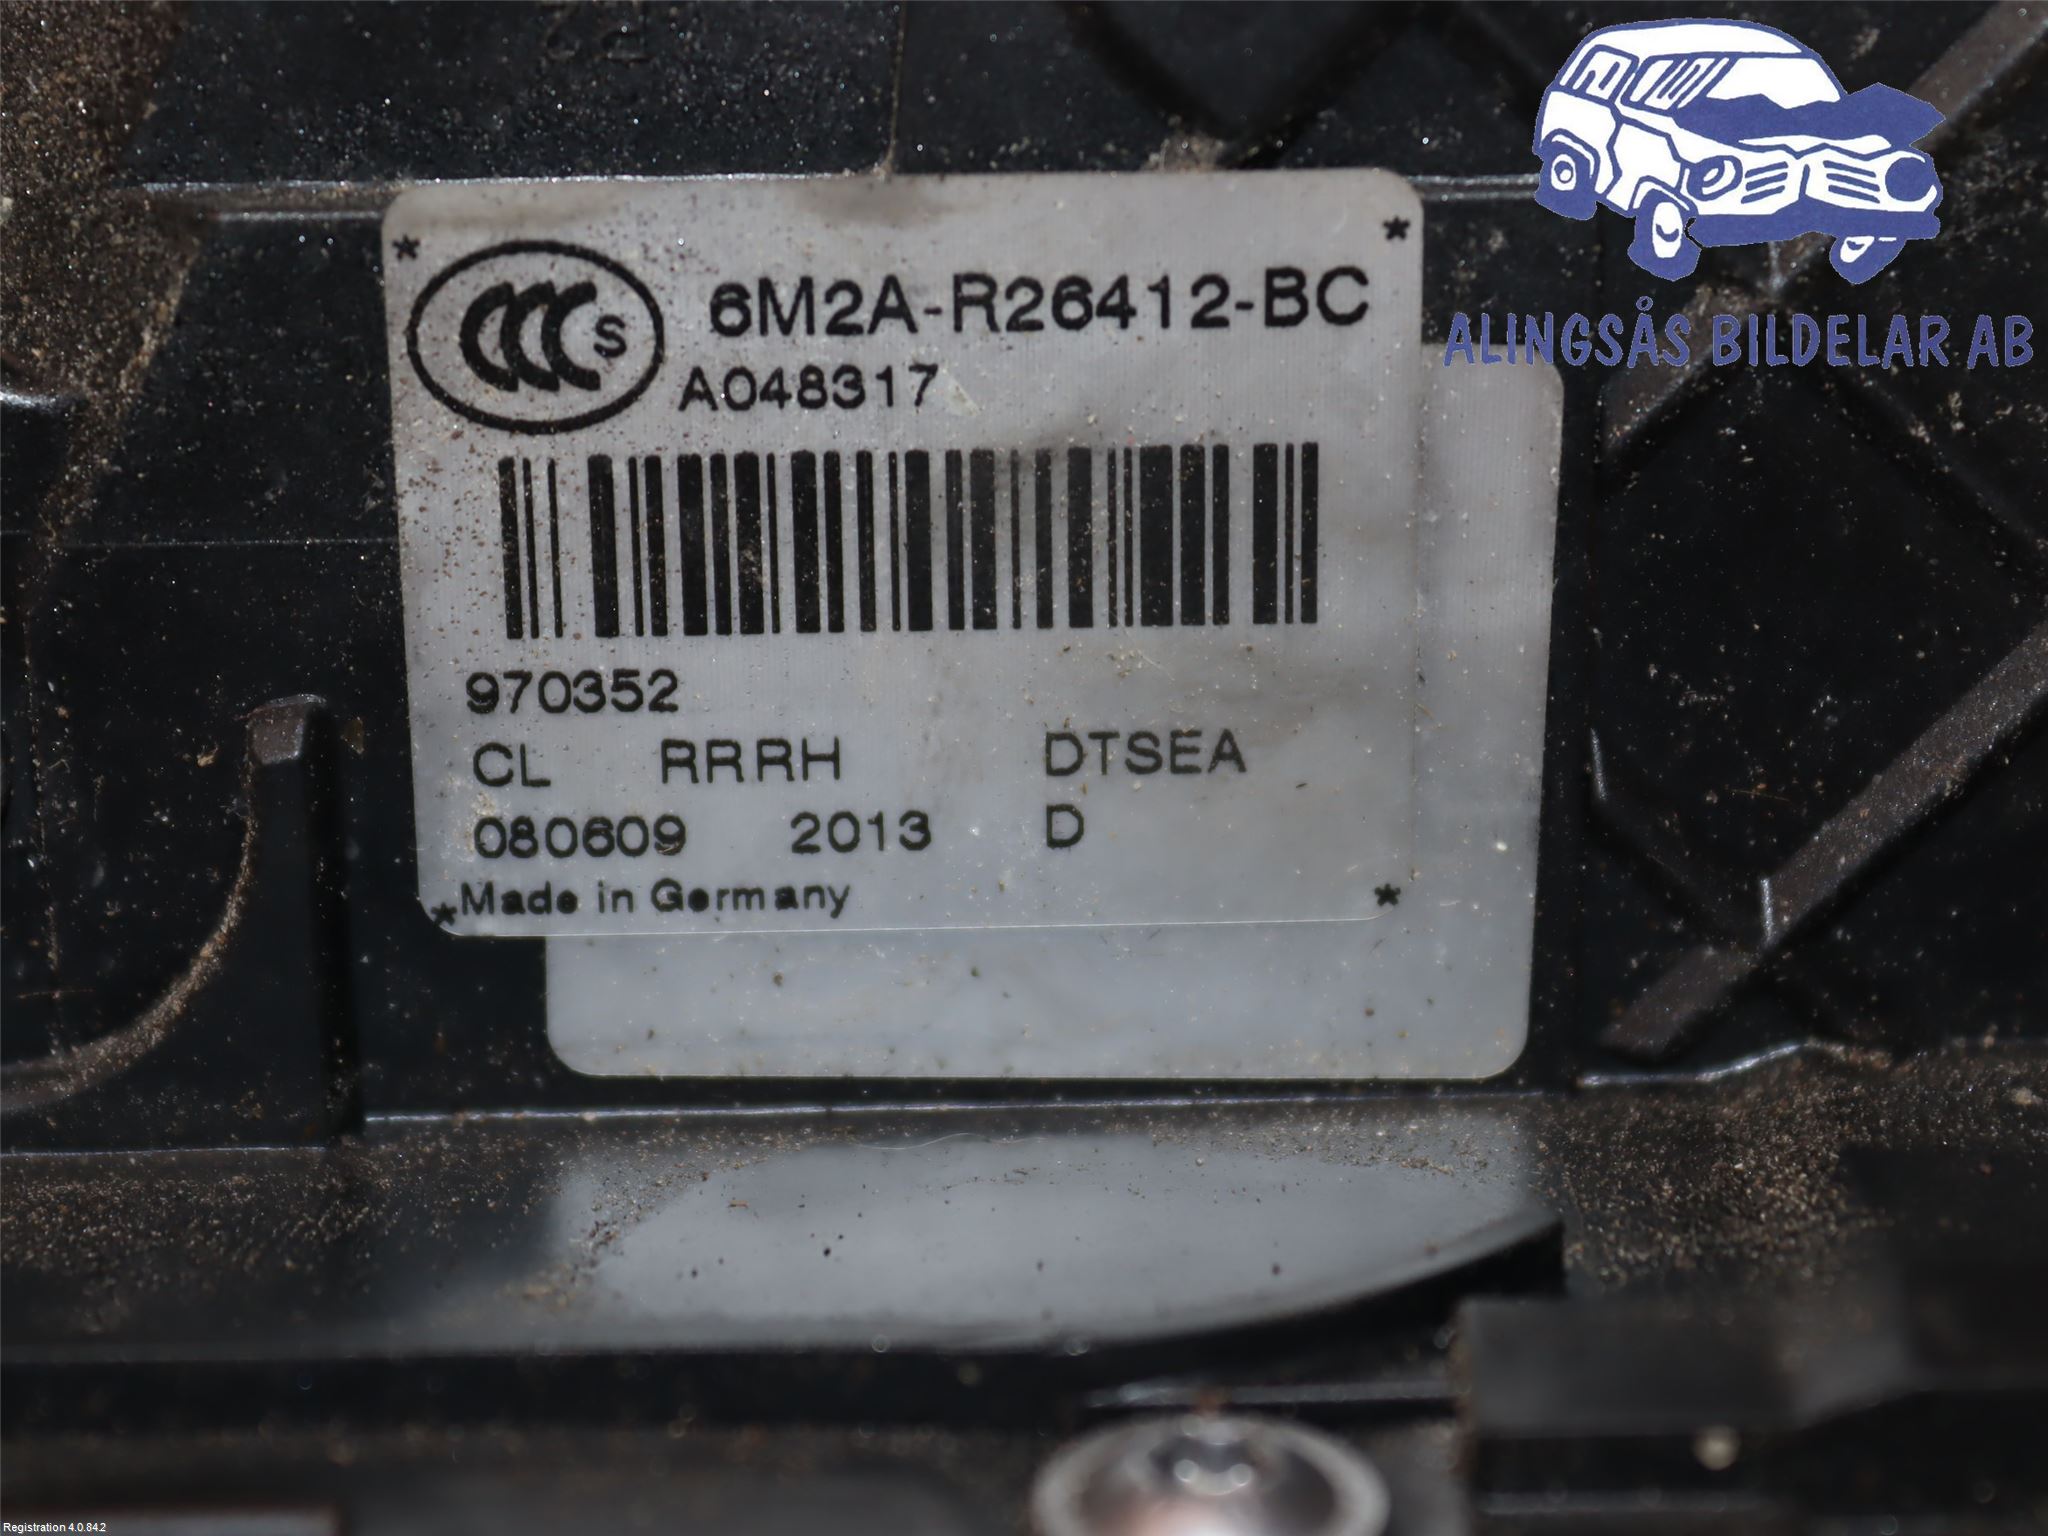 6M2A-R26412-BC
CCC S
A048317
970352
CL RRRH DTSEA
080609 2013 D
*Made in Germany *
ALINGSÅS BILDELAR AB
Registration 4.0.84.2